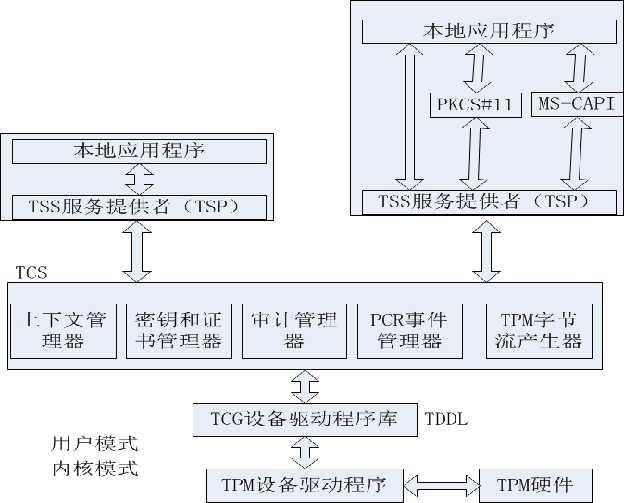 本地应用程序
PKCS#11
MS-CAPI
TSS服务提供者（TSP）
本地应用程序
TSS服务提供者（TSP）
TCS
上下文管
理器
密钥和证
书管理器
审计管理
器
PCR事件
管理器
TPM字节
流产生器
TCG设备驱动程序库
TDDL
用户模式
内核模式
TPM设备驱动程序
TPM硬件